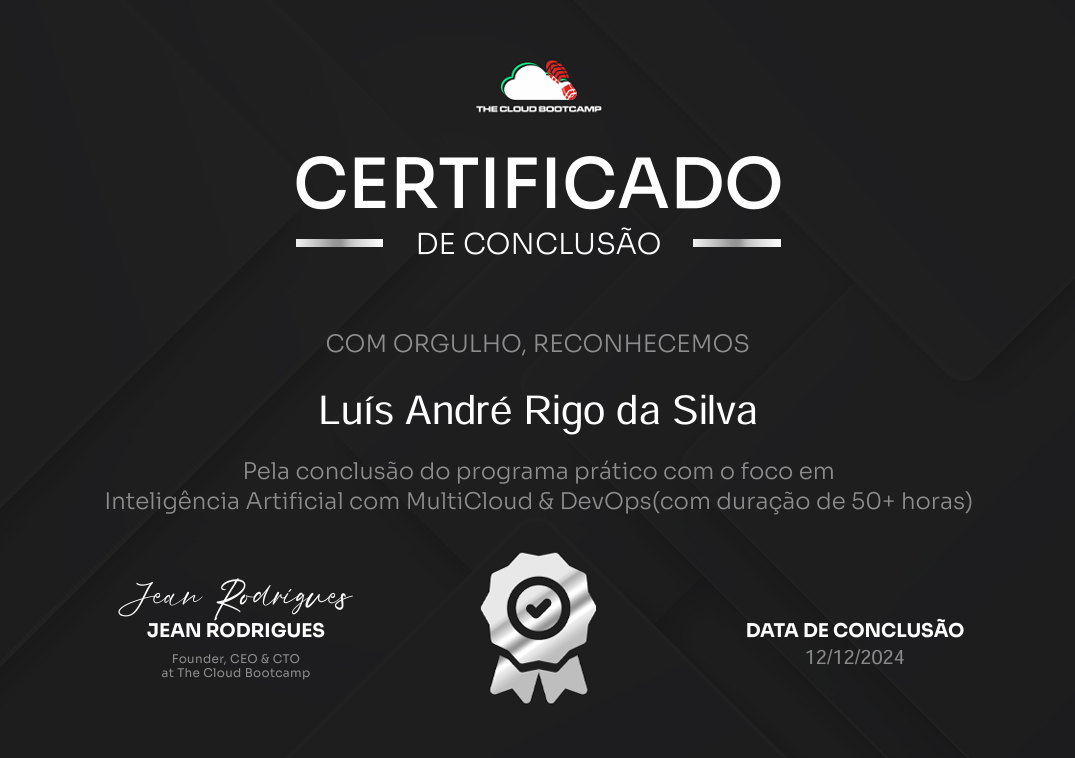 THE CLOUD BOOTCAMP
CERTIFICADO
DE CONCLUSÃO
COM ORGULHO, RECONHECEMOS
Luís André Rigo da Silva
Pela conclusão do programa prático com o foco em
Inteligência Artificial com MultiCloud & DevOps(com duração de 50+ horas)
Jean Rodrigues
JEAN RODRIGUES
Founder, CEO & CTO
at The Cloud Bootcamp
DATA DE CONCLUSÃO
12/12/2024